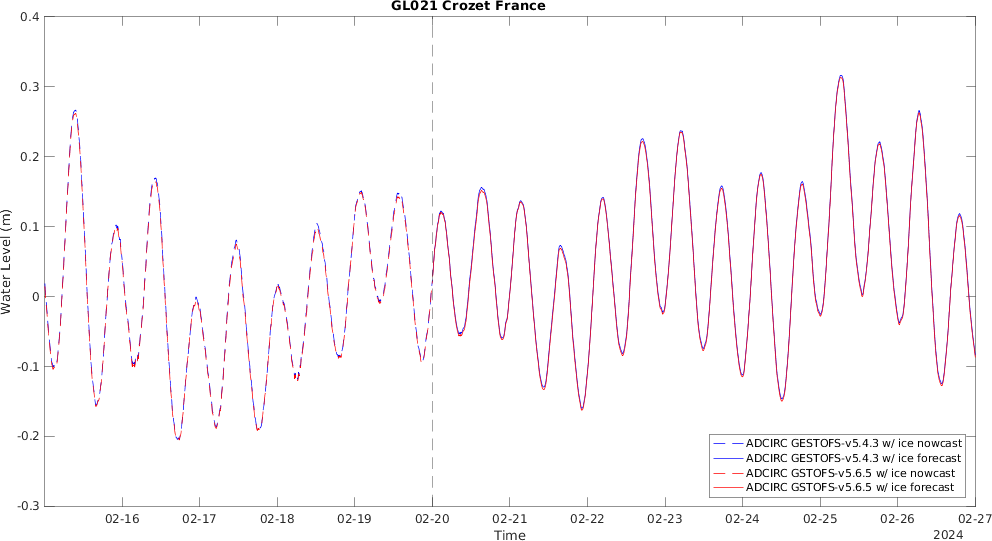 GL021 Crozet France
0.4
0.3
0.2
0.1
0
-0.1
-0.2
-0.3
Water Level (m)
ADCIRC GESTOFS-v5.4.3 w/ ice nowcast
ADCIRC GESTOFS-v5.4.3 w/ ice forecast
ADCIRC GSTOFS-v5.6.5 w/ ice nowcast
ADCIRC GSTOFS-v5.6.5 w/ ice forecast
02-16 02-17 02-18 02-19 02-20 02-21 02-22 02-23 02-24 02-25 02-26 02-27
Time
2024